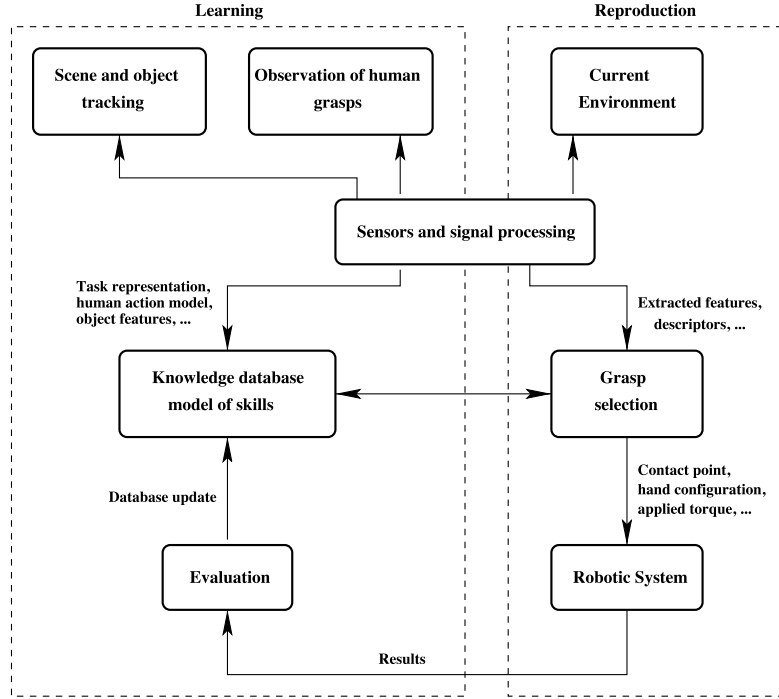 Learning
Reproduction
Scene and object
tracking
Observation of human
grasps
Current
Environment
Sensors and signal processing
Task representation,
human action model,
object features, ...
Extracted features,
descriptors, ...
Knowledge database
model of skills
Grasp
selection
Contact point,
hand configuration,
applied torque, ...
Database update
Evaluation
Robotic System
Results